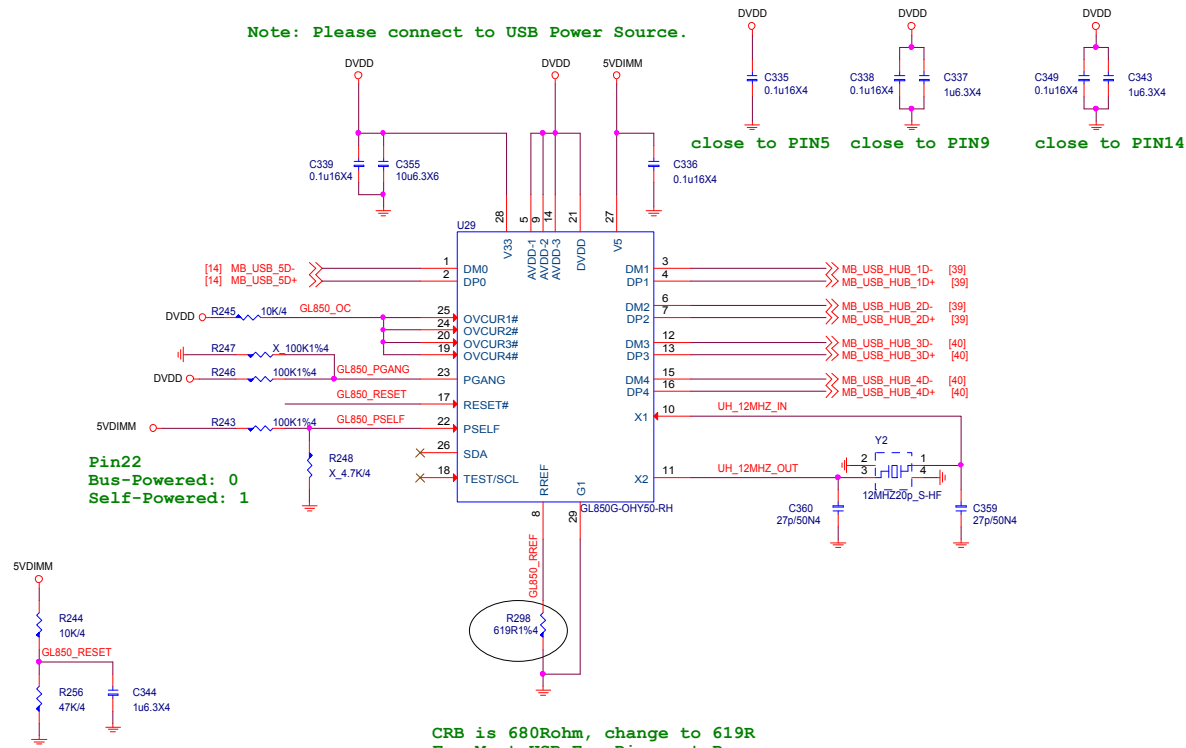 Note: Please connect to USB Power Source.
DVDD
DVDD
5VDIMM
DVDD
DVDD
DVDD
C335
0.1u16X4
C338
0.1u16X4
C337
1u6.3X4
C349
0.1u16X4
C343
1u6.3X4
close to PIN5
close to PIN9
close to PIN14
C339
0.1u16X4
C355
10u6.3X6
C336
0.1u16X4
28
5
9
14
21
27
U29
V33
AVDD-1
AVDD-2
AVDD-3
DVDD
V5
[14] MB_USB_5D-
[14] MB_USB_5D+
1
2
DM0
DP0
DM1
DP1
3
4
MB_USB_HUB_1D- [39]
MB_USB_HUB_1D+ [39]
DM2
DP2
6
7
MB_USB_HUB_2D- [39]
MB_USB_HUB_2D+ [39]
DVDD
R245
10K/4
GL850_OC
25
24
20
19
OVCUR1#
OVCUR2#
OVCUR3#
OVCUR4#
DM3
DP3
12
13
MB_USB_HUB_3D- [40]
MB_USB_HUB_3D+ [40]
R247
X_100K1%4
DVDD
R246
100K1%4
GL850_PGANG
23
PGANG
DM4
DP4
15
16
MB_USB_HUB_4D- [40]
MB_USB_HUB_4D+ [40]
GL850_RESET
17
RESET#
X1
10
UH_12MHZ_IN
5VDIMM
R243
100K1%4
GL850_PSELF
22
PSELF
26
SDA
18
TEST/SCL
X2
11
UH_12MHZ_OUT
Y2
2
3
1
4
12MHZ20p_S-HF
R248
X_4.7K/4
Pin22
Bus-Powered: 0
Self-Powered: 1
RREF
G1
GL850G-OHY50-RH
8
29
C360
27p/50N4
C359
27p/50N4
GL850_RREF
R298
619R1%4
5VDIMM
R244
10K/4
GL850_RESET
R256
47K/4
C344
1u6.3X4
CRB is 680Rohm, change to 619R